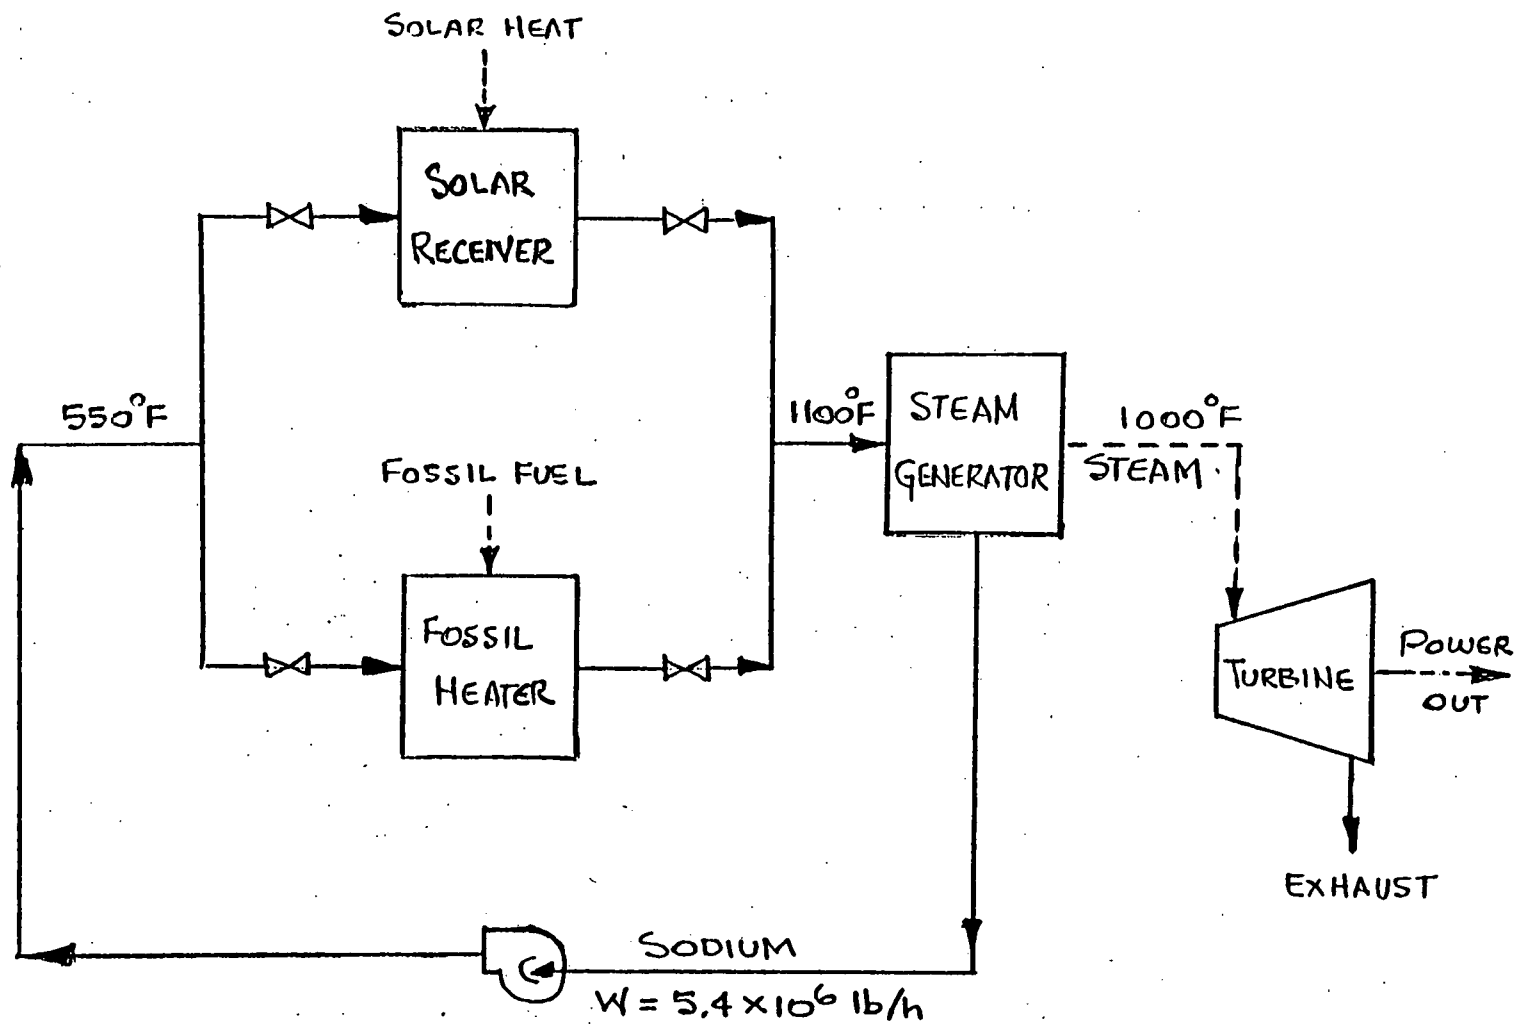 SOLAR HEAT
SOLAR
RECEIVER
550°F
1100°F
STEAM
GENERATOR
1000°F
STEAM
FOSSIL FUEL
FOSSIL
HEATER
TURBINE
POWER
OUT
EXHAUST
SODIUM
W = 5.4 × 10⁶ lb/h